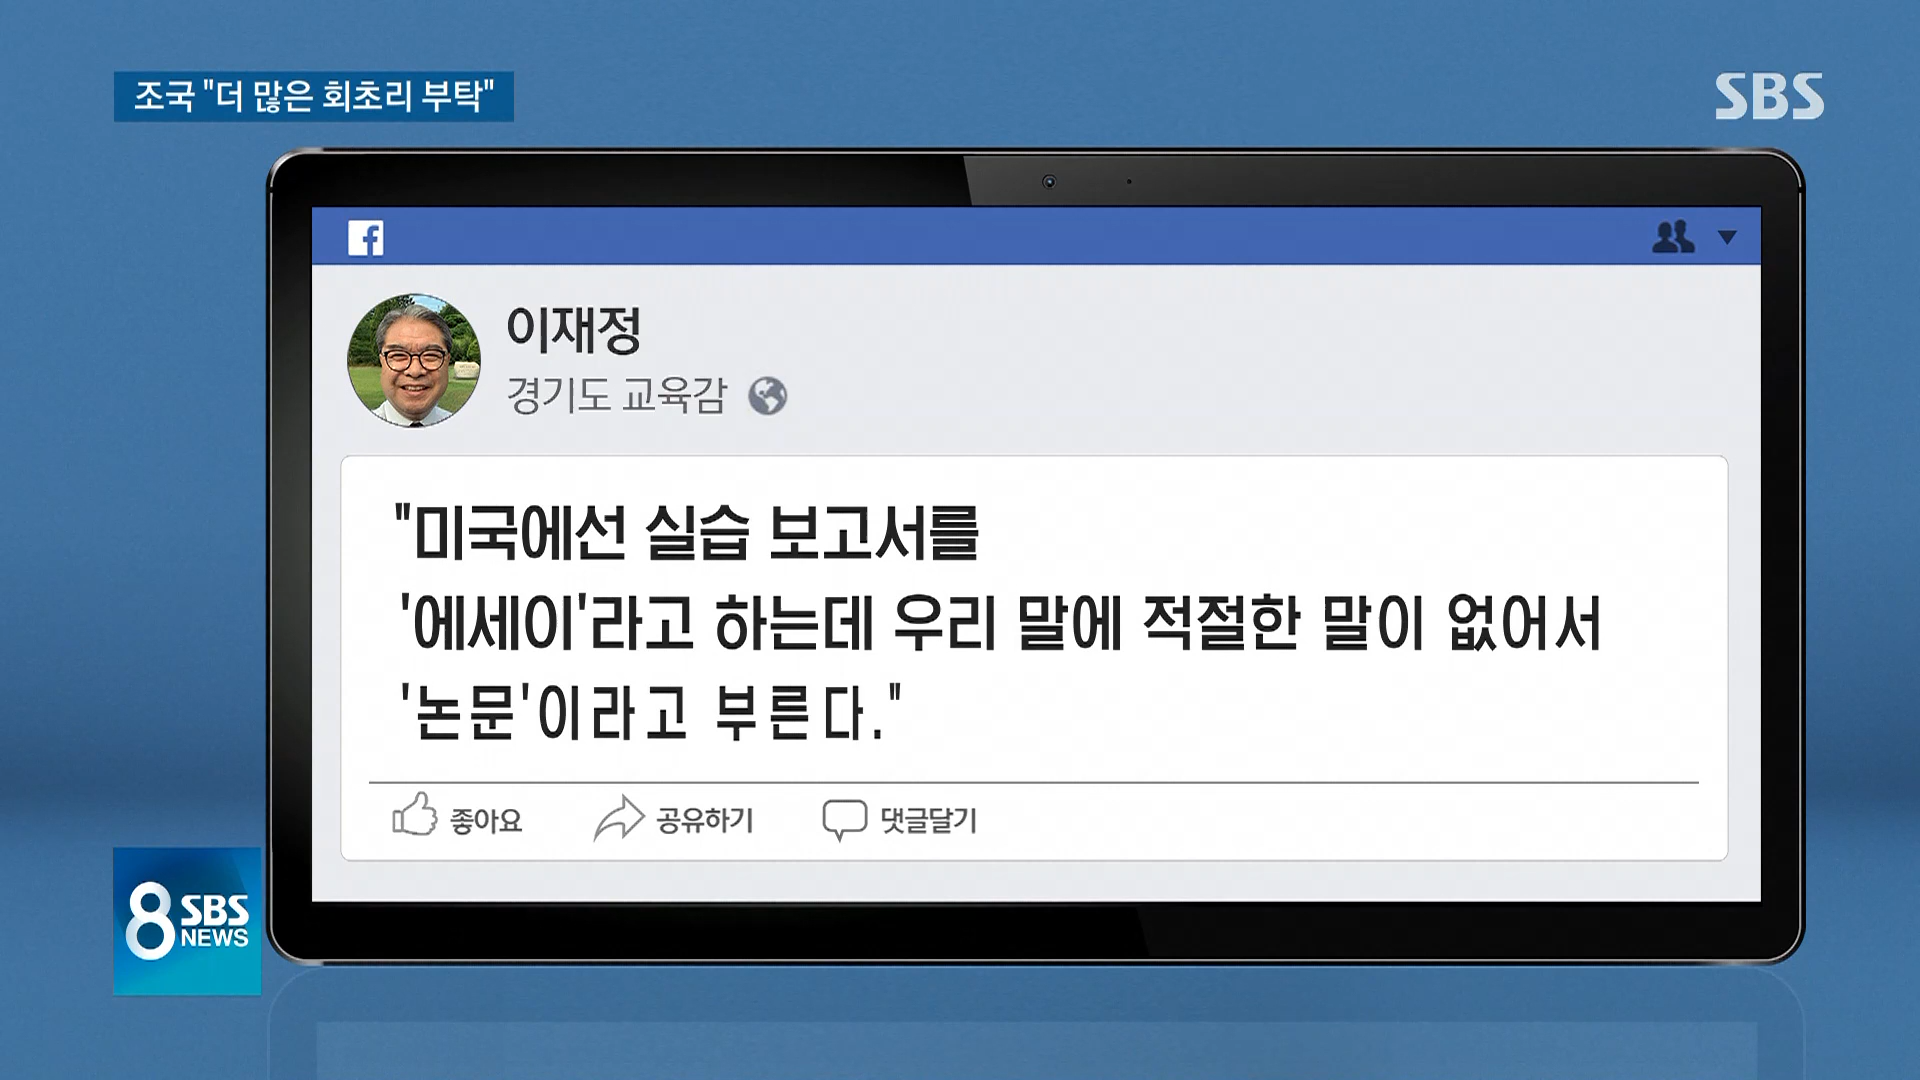 조국 "더 많은 회초리 부탁"
SBS
이재정
경기도 교육감
"미국에선 실습 보고서를
'에세이'라고 하는데 우리 말에 적절한 말이 없어서
'논문'이라고 부른다."
좋아요 공유하기 댓글달기
8 SBS
NEWS